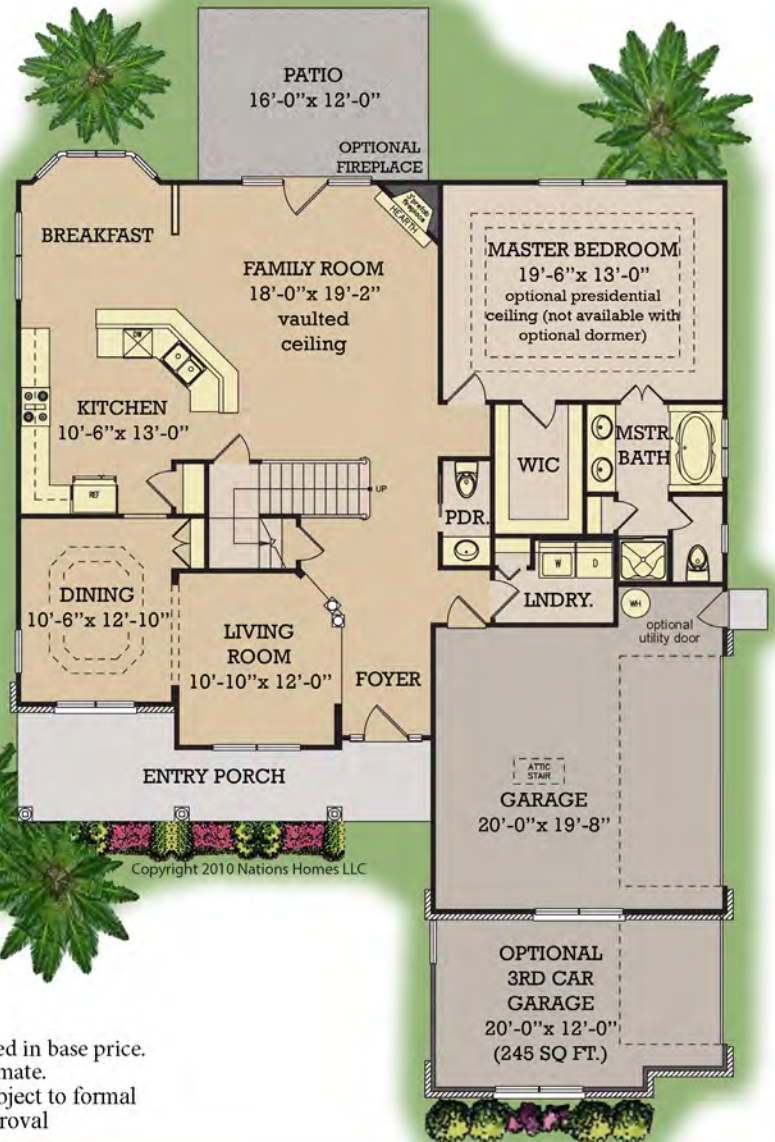 PATIO
16'-0"x 12'-0"
OPTIONAL
FIREPLACE
3' prefab
fireplace
HEARTH
BREAKFAST
FAMILY ROOM
18'-0"x 19'-2"
vaulted
ceiling
MASTER BEDROOM
19'-6"x 13'-0"
optional presidential
ceiling (not available with
optional dormer)
DW
KITCHEN
10'-6"x 13'-0"
REF
UP
WIC
MSTR.
BATH
PDR.
DINING
10'-6"x 12'-10"
LIVING
ROOM
10'-10"x 12'-0"
FOYER
W
D
LNDRY.
WH
optional
utility door
ENTRY PORCH
ATTIC
STAIR
GARAGE
20'-0"x 19'-8"
Copyright 2010 Nations Homes LLC
OPTIONAL
3RD CAR
GARAGE
20'-0"x 12'-0"
(245 SQ FT.)
ed in base price.
mate.
bject to formal
roval